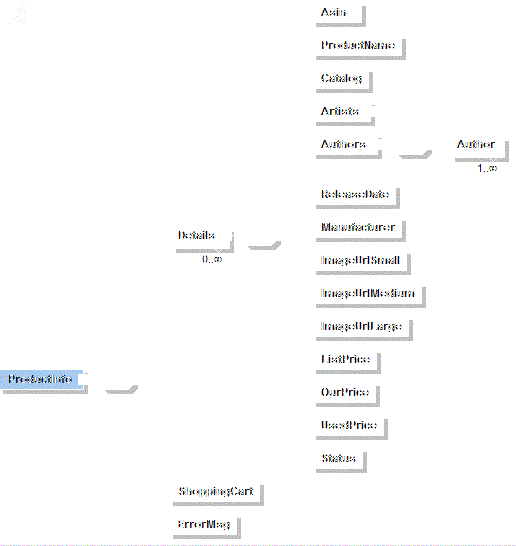 Asin
ProductName
Catalog
Artists
Authors
Author
1..∞
ReleaseDate
Manufacturer
Details
0..∞
ImageUrlSmall
ImageUrlMedium
ImageUrlLarge
ListPrice
ProductInfo
OurPrice
UsedPrice
Status
ShoppingCart
ErrorMsg